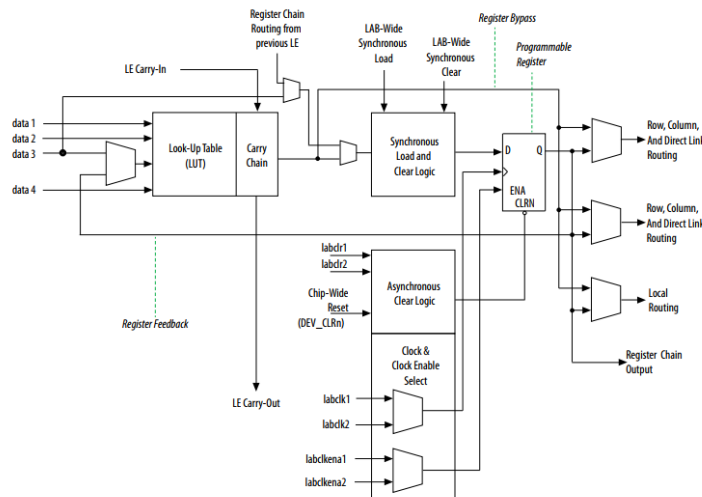 Register Chain
Routing from
previous LE
LAB-Wide
Synchronous
Load
LAB-Wide
Synchronous
Clear
Register Bypass
Programmable
Register
LE Carry-In
data 1
data 2
data 3
data 4
Look-Up Table
(LUT)
Carry
Chain
Synchronous
Load and
Clear Logic
D
Q
ENA
CLRN
Row, Column,
And Direct Link
Routing
Row, Column,
And Direct Link
Routing
Local
Routing
Register Chain
Output
labclr1
labclr2
Chip-Wide
Reset
(DEV_CLRn)
Asynchronous
Clear Logic
Register Feedback
Clock &
Clock Enable
Select
LE Carry-Out
labclk1
labclk2
labclkena1
labclkena2